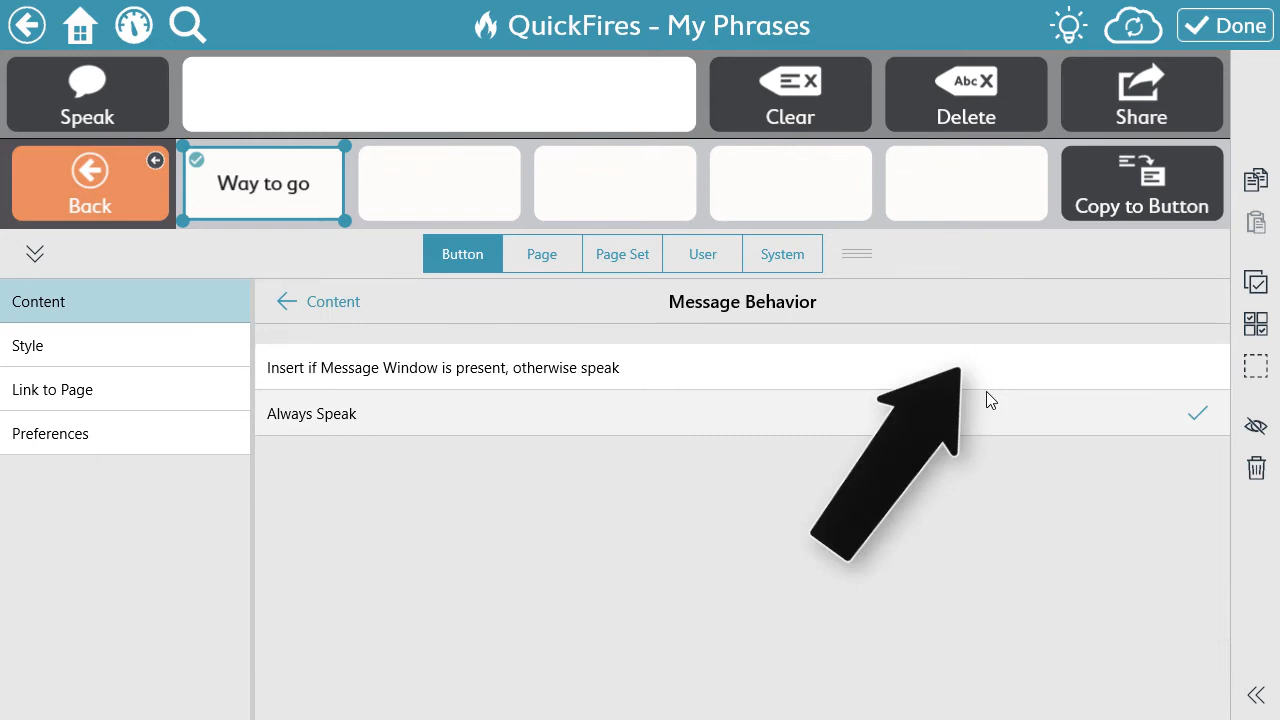 QuickFires - My Phrases
Done
Speak
Clear
Abc X
Delete
Share
Back
Way to go
Copy to Button
Button
Page
Page Set
User
System
Content
Style
Link to Page
Preferences
Content
Message Behavior
Insert if Message Window is present, otherwise speak
Always Speak